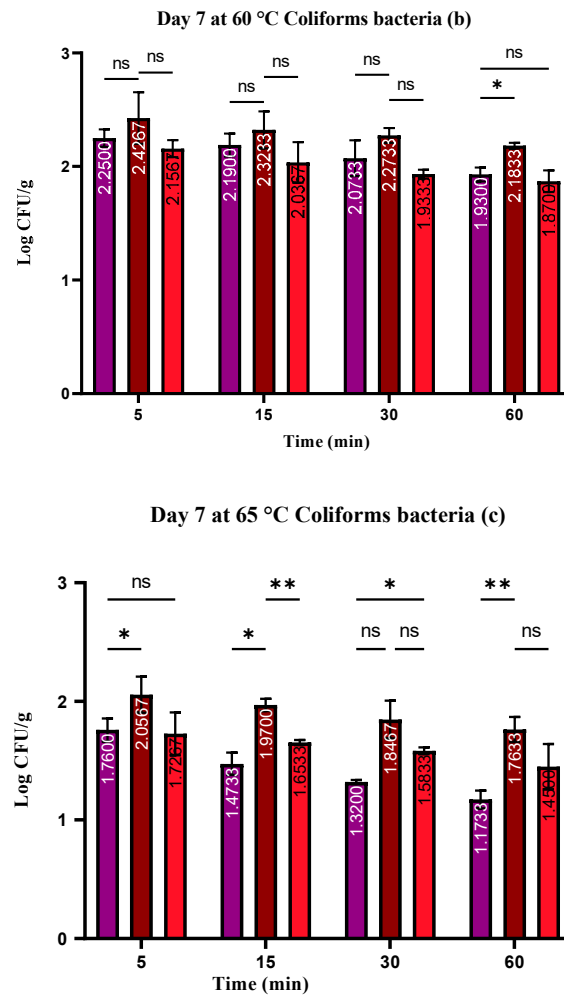 Day 7 at 60 °C Coliforms bacteria (b)
Log CFU/g
3
2
1
0
ns
ns
ns
ns
ns
ns
ns
*
2.2500
2.4267
2.1567
2.1900
2.3233
2.0367
2.0733
2.2733
1.9333
1.9300
2.1833
1.8700
5
15
30
60
Time (min)
Day 7 at 65 °C Coliforms bacteria (c)
Log CFU/g
3
2
1
0
ns
*
**
*
*
ns
ns
**
ns
1.7600
2.0567
1.7267
1.4733
1.9700
1.6533
1.3200
1.8467
1.5833
1.1733
1.7633
1.4500
5
15
30
60
Time (min)